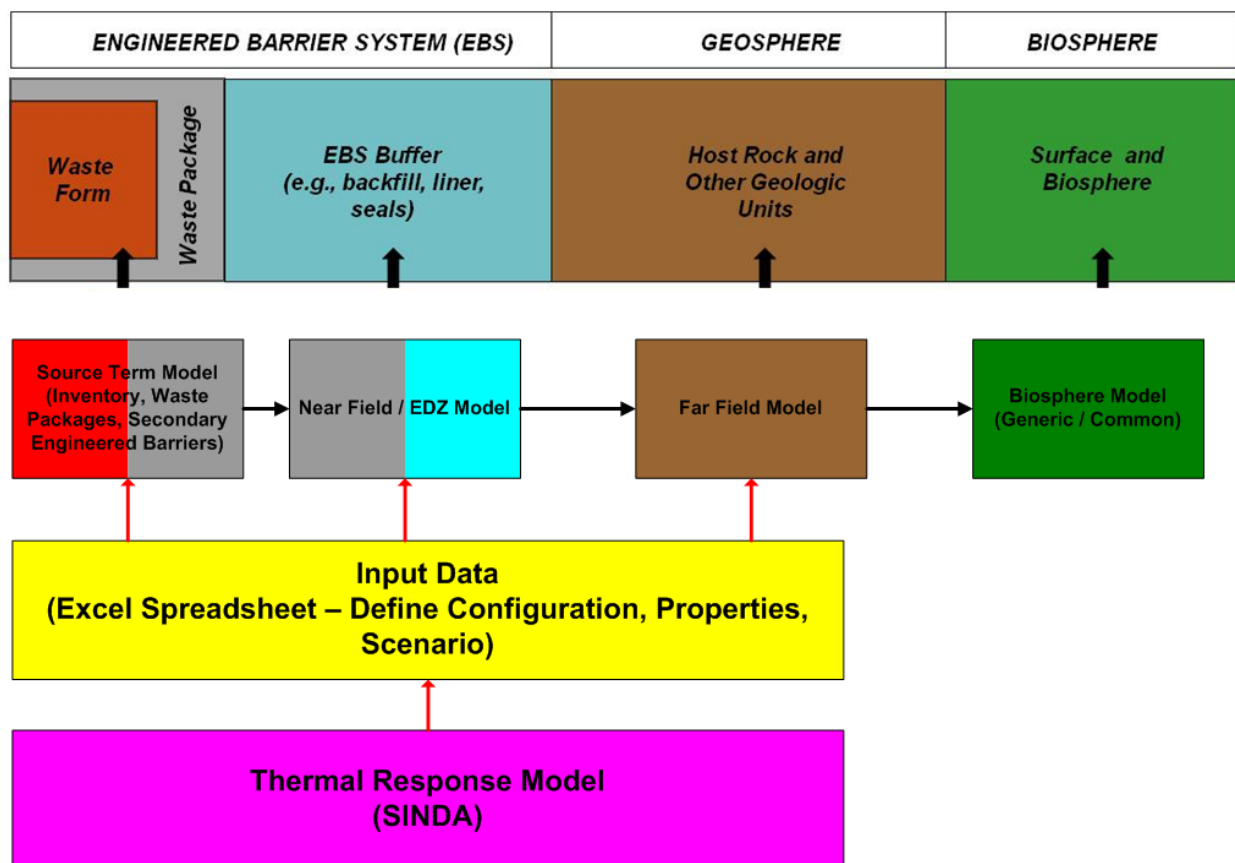 ENGINEERED BARRIER SYSTEM (EBS)
GEOSPHERE
BIOSPHERE
Waste
Form
Waste Package
EBS Buffer
(e.g., backfill, liner,
seals)
Host Rock and
Other Geologic
Units
Surface and
Biosphere
Source Term Model
(Inventory, Waste
Packages, Secondary
Engineered Barriers)
Near Field / EDZ Model
Far Field Model
Biosphere Model
(Generic / Common)
Input Data
(Excel Spreadsheet – Define Configuration, Properties,
Scenario)
Thermal Response Model
(SINDA)